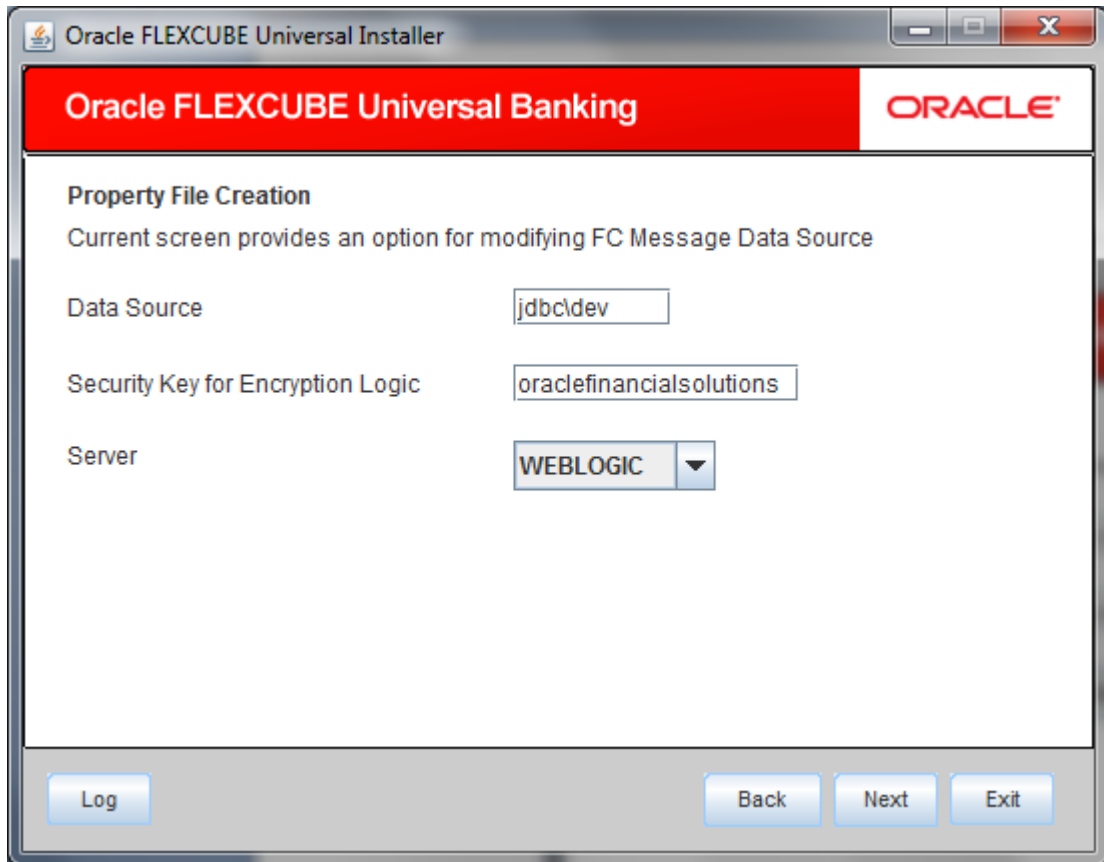 Oracle FLEXCUBE Universal Installer
Oracle FLEXCUBE Universal Banking
ORACLE
Property File Creation
Current screen provides an option for modifying FC Message Data Source
Data Source jdbc\dev
Security Key for Encryption Logic oraclefinancialsolutions
Server WEBLOGIC
Log Back Next Exit